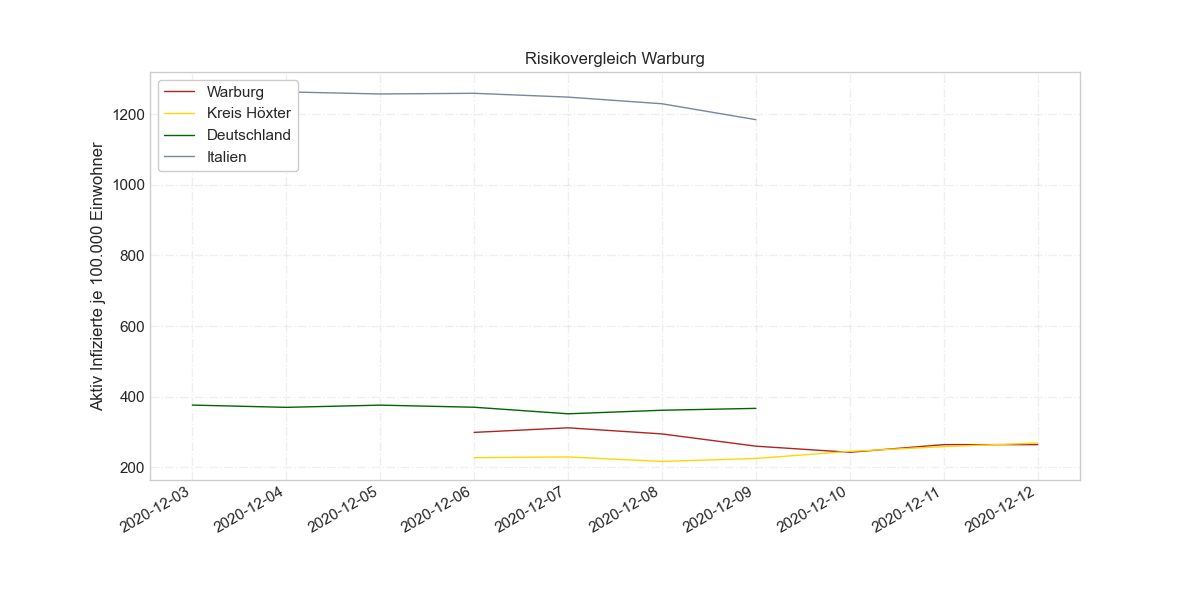 Risikovergleich Warburg
Warburg
Kreis Höxter
Deutschland
Italien
Aktiv Infizierte je 100.000 Einwohner
1200
1000
800
600
400
200
2020-12-03
2020-12-04
2020-12-05
2020-12-06
2020-12-07
2020-12-08
2020-12-09
2020-12-10
2020-12-11
2020-12-12